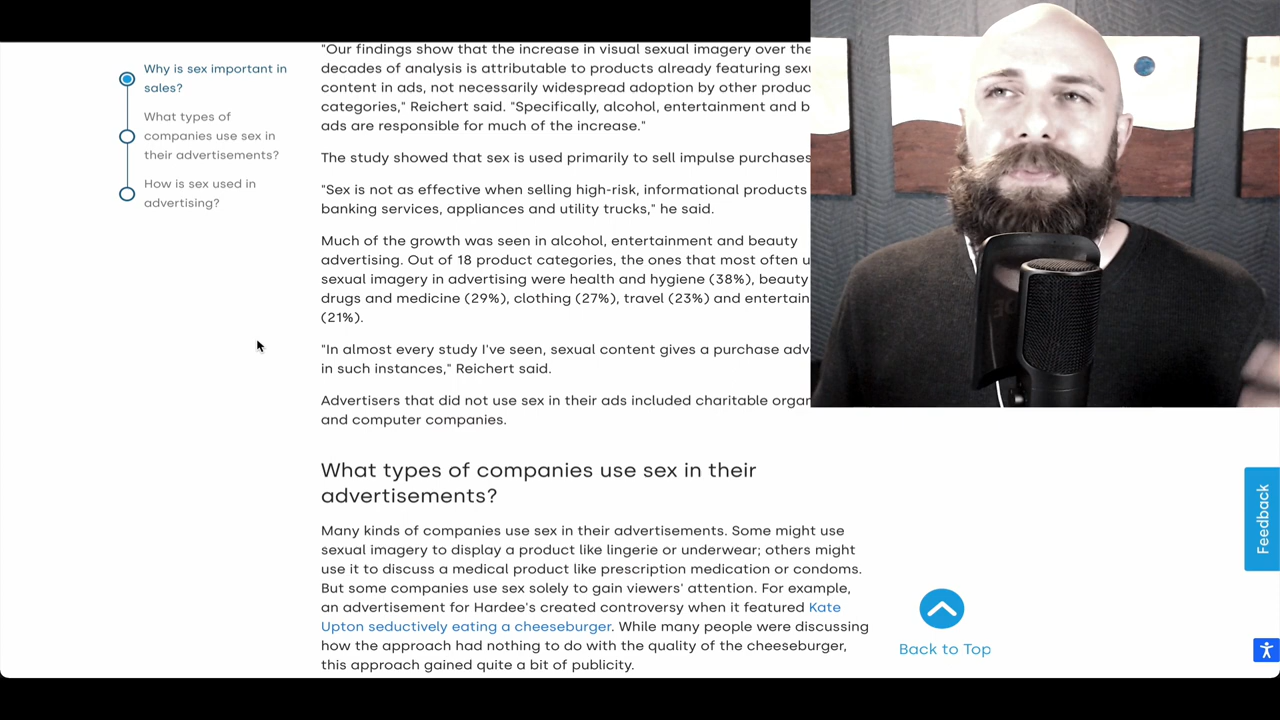 Why is sex important in
sales?
What types of
companies use sex in
their advertisements?
How is sex used in
advertising?
"Our findings show that the increase in visual sexual imagery over the
decades of analysis is attributable to products already featuring
content in ads, not necessarily widespread adoption by other
categories," Reichert said. "Specifically, alcohol, entertainment and
ads are responsible for much of the increase."
The study showed that sex is used primarily to sell impulse purchases
"Sex is not as effective when selling high-risk, informational products
banking services, appliances and utility trucks," he said.
Much of the growth was seen in alcohol, entertainment and beauty
advertising. Out of 18 product categories, the ones that most often
sexual imagery in advertising were health and hygiene (38%), beauty
drugs and medicine (29%), clothing (27%), travel (23%) and
(21%).
"In almost every study I've seen, sexual content gives a purchase
in such instances," Reichert said.
Advertisers that did not use sex in their ads included charitable
and computer companies.
What types of companies use sex in their
advertisements?
Many kinds of companies use sex in their advertisements. Some might use
sexual imagery to display a product like lingerie or underwear; others might
use it to discuss a medical product like prescription medication or condoms.
But some companies use sex solely to gain viewers' attention. For example,
an advertisement for Hardee's created controversy when it featured Kate
Upton seductively eating a cheeseburger. While many people were discussing
how the approach had nothing to do with the quality of the cheeseburger,
this approach gained quite a bit of publicity.
Back to Top
Feedback